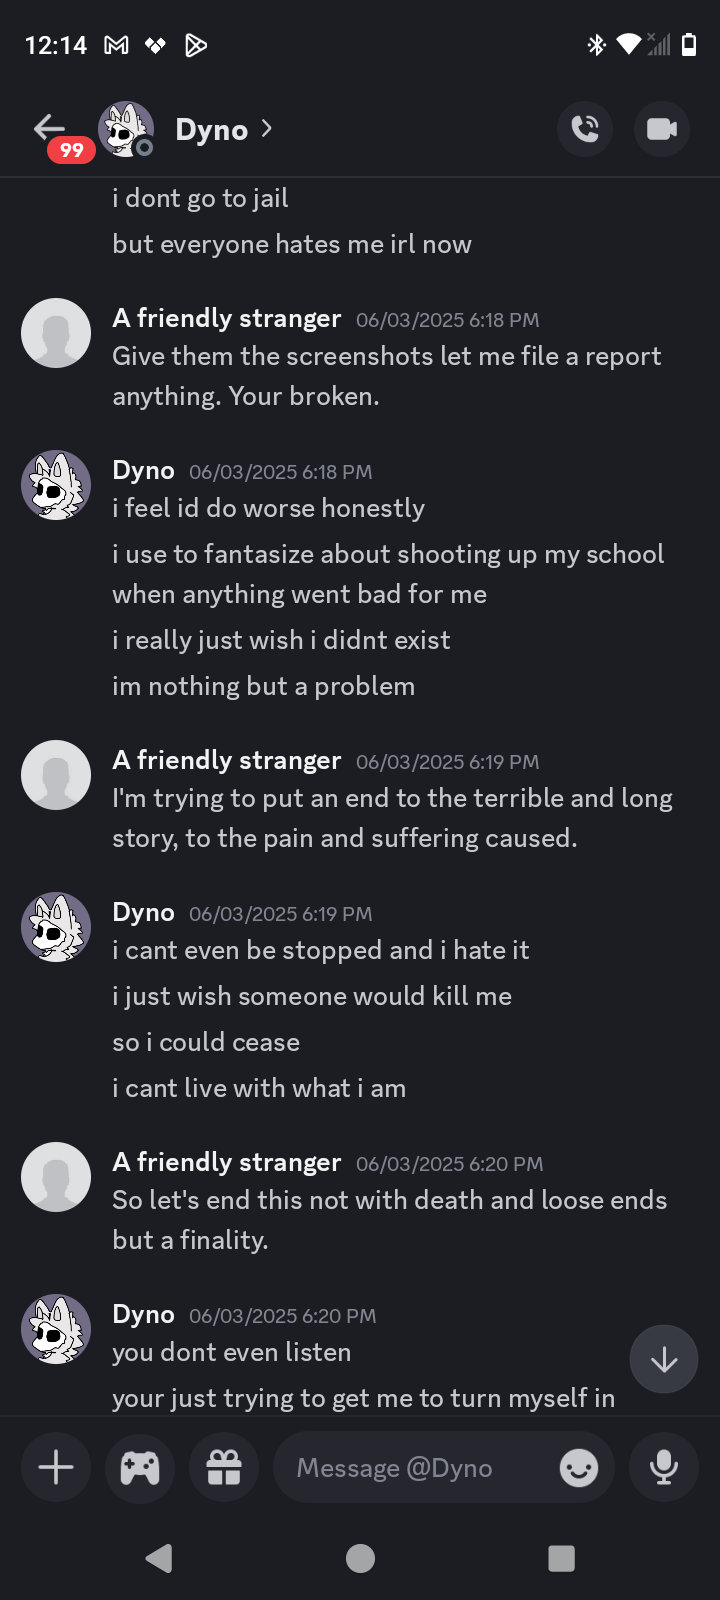 12:14
99
Dyno
i dont go to jail
but everyone hates me irl now
A friendly stranger 06/03/2025 6:18 PM
Give them the screenshots let me file a report
anything. Your broken.
Dyno 06/03/2025 6:18 PM
i feel id do worse honestly
i use to fantasize about shooting up my school
when anything went bad for me
i really just wish i didnt exist
im nothing but a problem
A friendly stranger 06/03/2025 6:19 PM
I'm trying to put an end to the terrible and long
story, to the pain and suffering caused.
Dyno 06/03/2025 6:19 PM
i cant even be stopped and i hate it
i just wish someone would kill me
so i could cease
i cant live with what i am
A friendly stranger 06/03/2025 6:20 PM
So let's end this not with death and loose ends
but a finality.
Dyno 06/03/2025 6:20 PM
you dont even listen
your just trying to get me to turn myself in
Message @Dyno